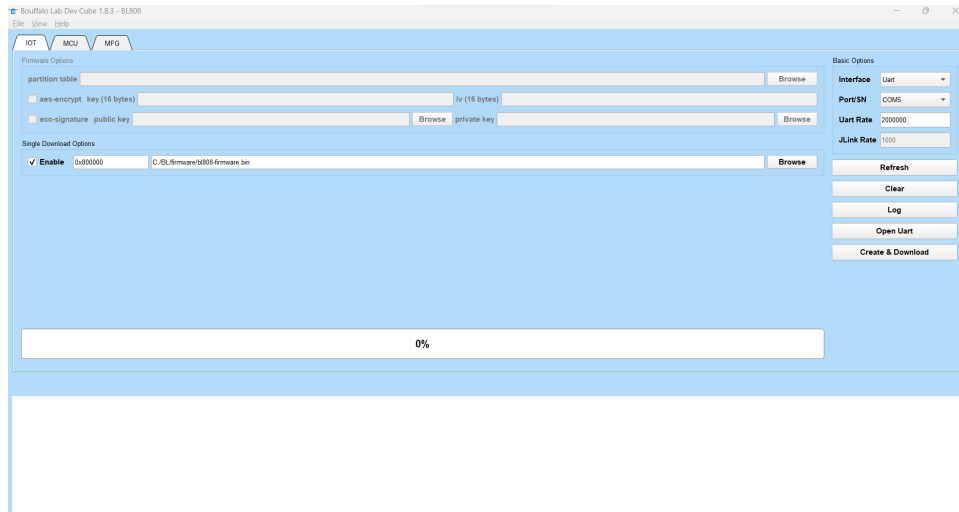 Bouffalo Lab Dev Cube 1.8.3 - BL808
File View Help
IOT MCU MFG
Firmware Options
partition table Browse
aes-encrypt key (16 bytes) iv (16 bytes)
ecc-signature public key Browse private key Browse
Single Download Options
Enable 0x800000 C:/BL/firmware/bl808-firmware.bin Browse
0%
Basic Options
Interface Uart
Port/SN COM5
Uart Rate 2000000
JLink Rate 1000
Refresh
Clear
Log
Open Uart
Create & Download